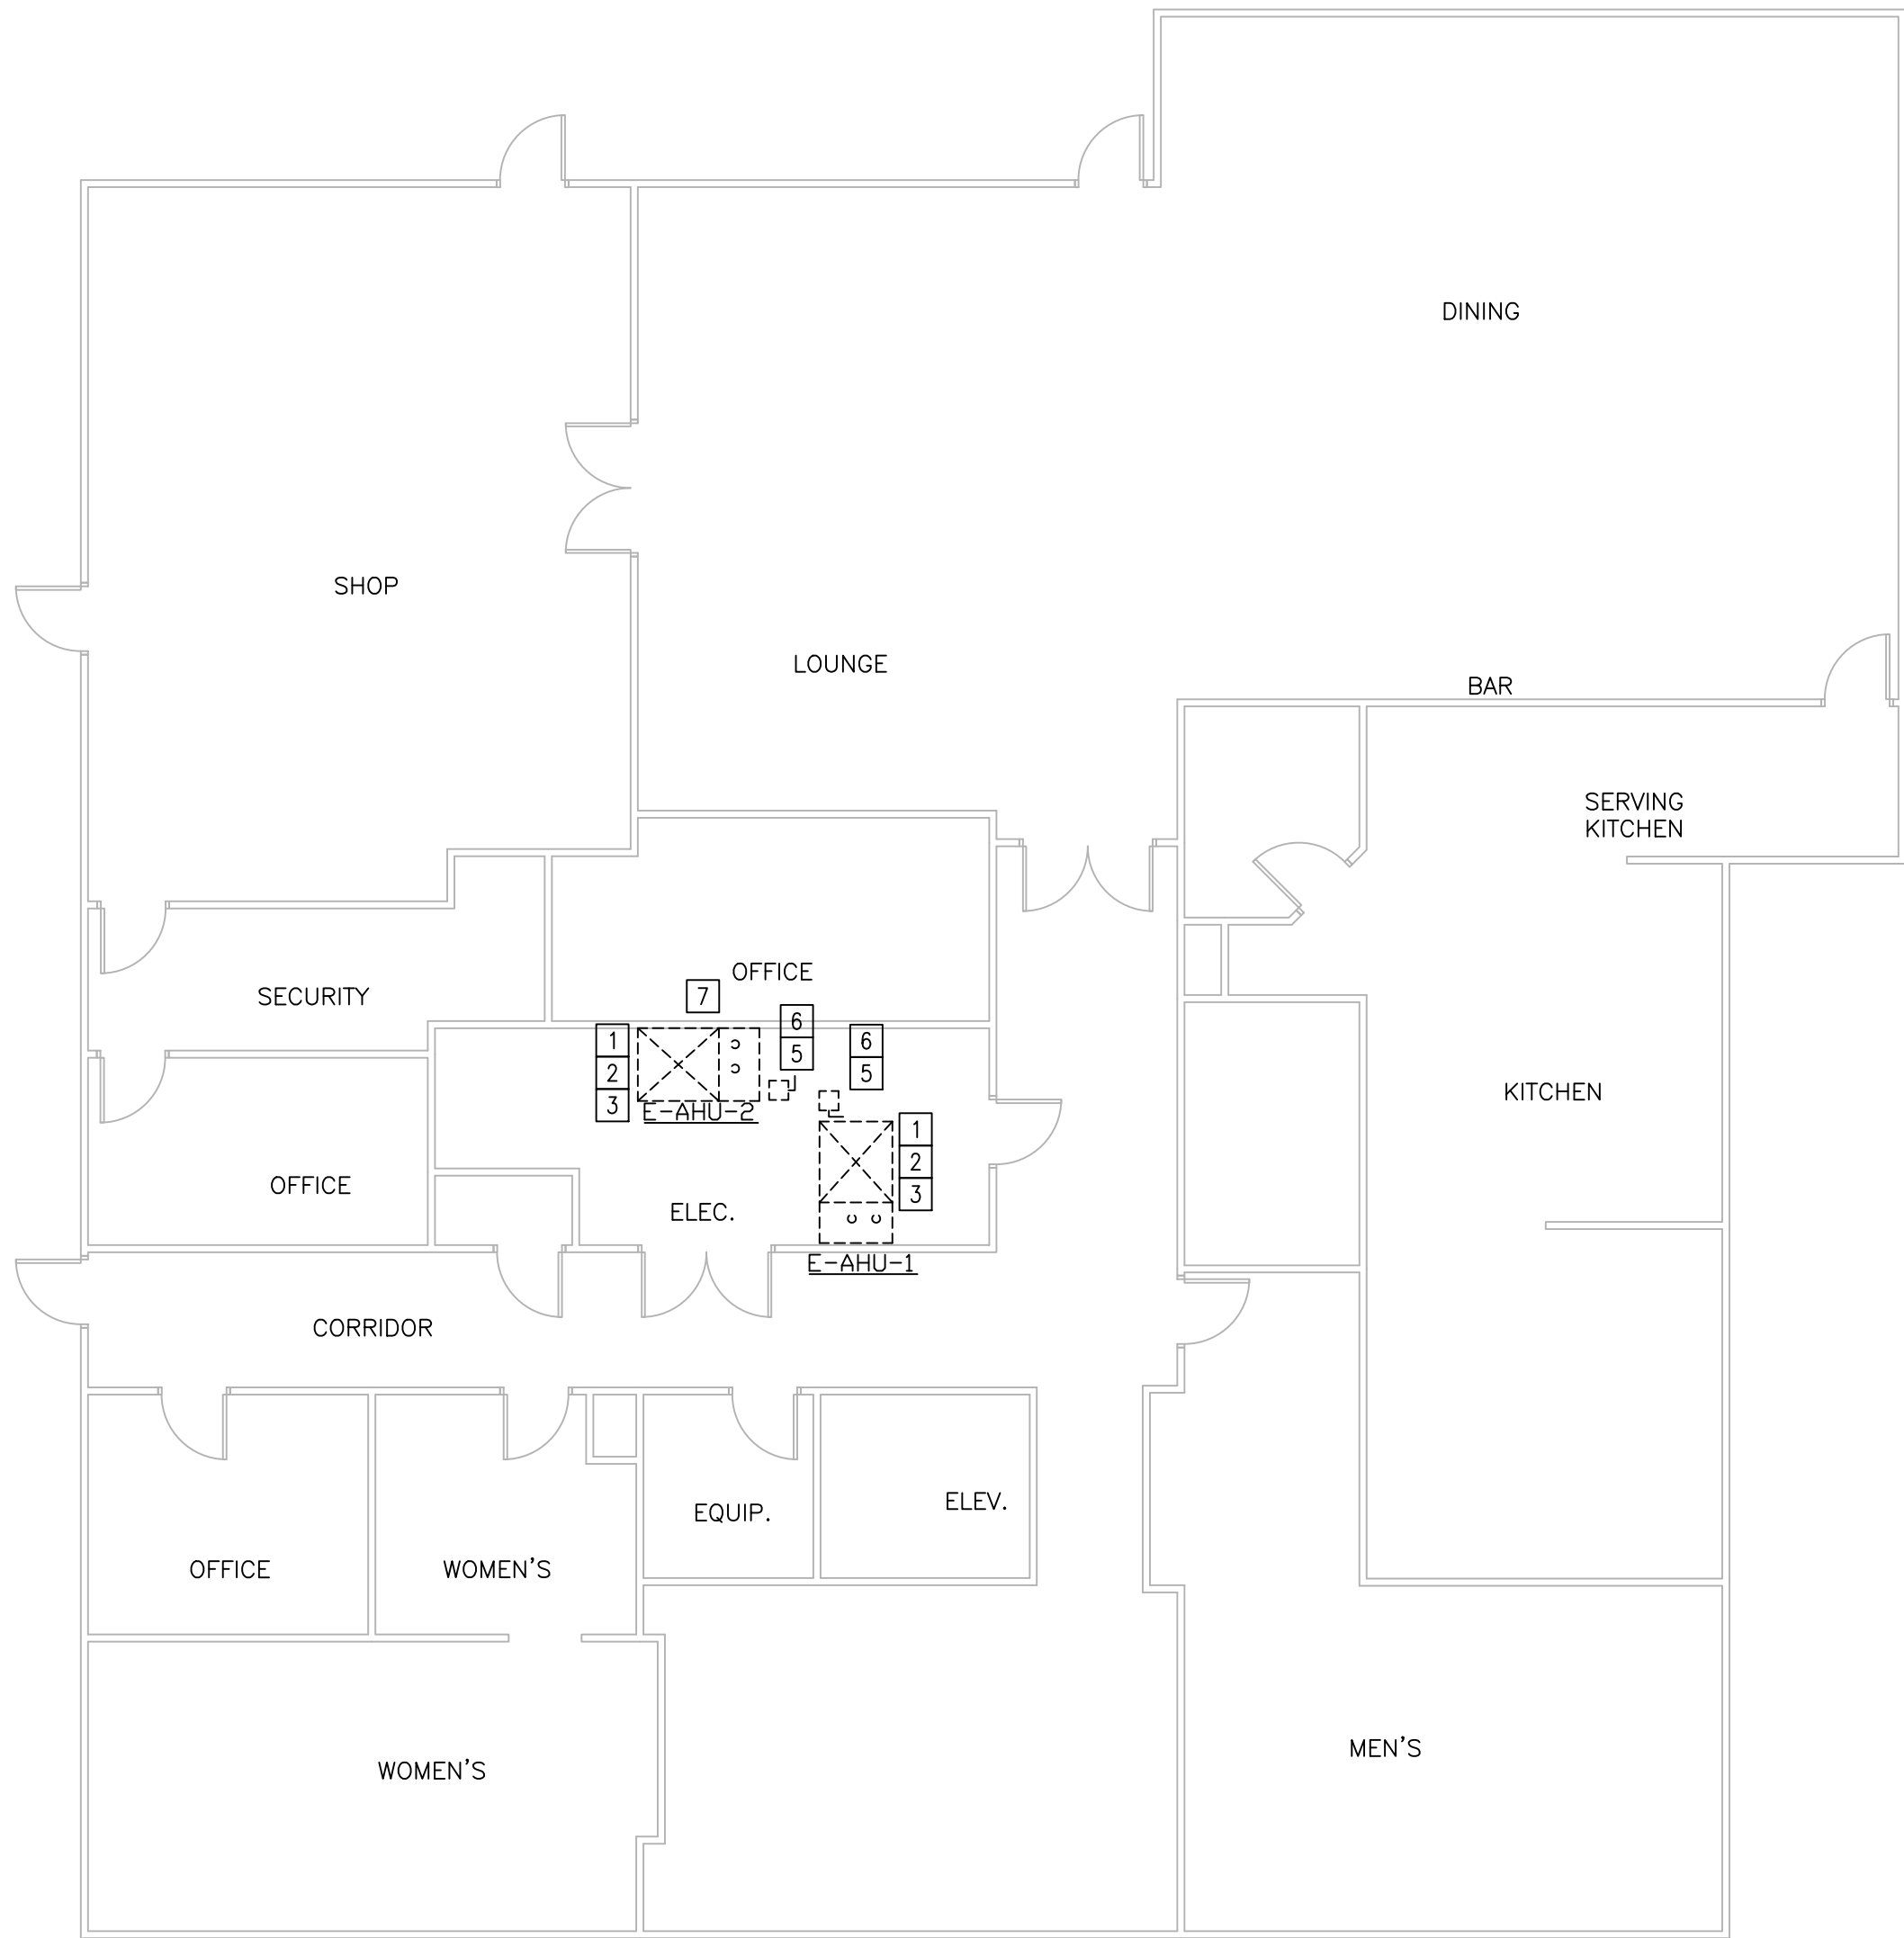 DINING
SHOP
LOUNGE
BAR
SERVING
KITCHEN
OFFICE
SECURITY
7
6
5
6
5
1
2
3
E-AHU-2
KITCHEN
1
2
3
OFFICE
ELEC.
E-AHU-1
CORRIDOR
ELEV.
EQUIP.
OFFICE
WOMEN'S
MEN'S
WOMEN'S